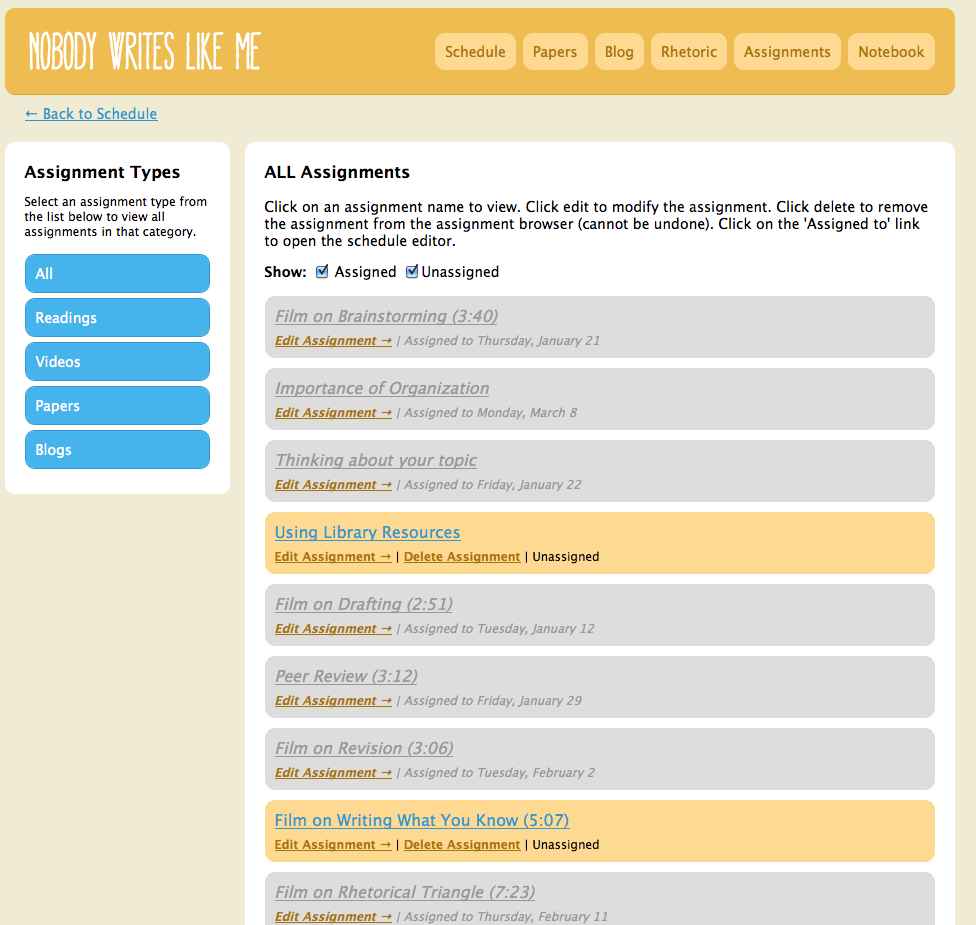 NOBODY WRITES LIKE ME
Schedule
Papers
Blog
Rhetoric
Assignments
Notebook
← Back to Schedule
Assignment Types
Select an assignment type from
the list below to view all
assignments in that category.
All
Readings
Videos
Papers
Blogs
ALL Assignments
Click on an assignment name to view. Click edit to modify the assignment. Click delete to remove
the assignment from the assignment browser (cannot be undone). Click on the 'Assigned to' link
to open the schedule editor.
Show: Assigned Unassigned
Film on Brainstorming (3:40)
Edit Assignment → | Assigned to Thursday, January 21
Importance of Organization
Edit Assignment → | Assigned to Monday, March 8
Thinking about your topic
Edit Assignment → | Assigned to Friday, January 22
Using Library Resources
Edit Assignment → | Delete Assignment | Unassigned
Film on Drafting (2:51)
Edit Assignment → | Assigned to Tuesday, January 12
Peer Review (3:12)
Edit Assignment → | Assigned to Friday, January 29
Film on Revision (3:06)
Edit Assignment → | Assigned to Tuesday, February 2
Film on Writing What You Know (5:07)
Edit Assignment → | Delete Assignment | Unassigned
Film on Rhetorical Triangle (7:23)
Edit Assignment → | Assigned to Thursday, February 11